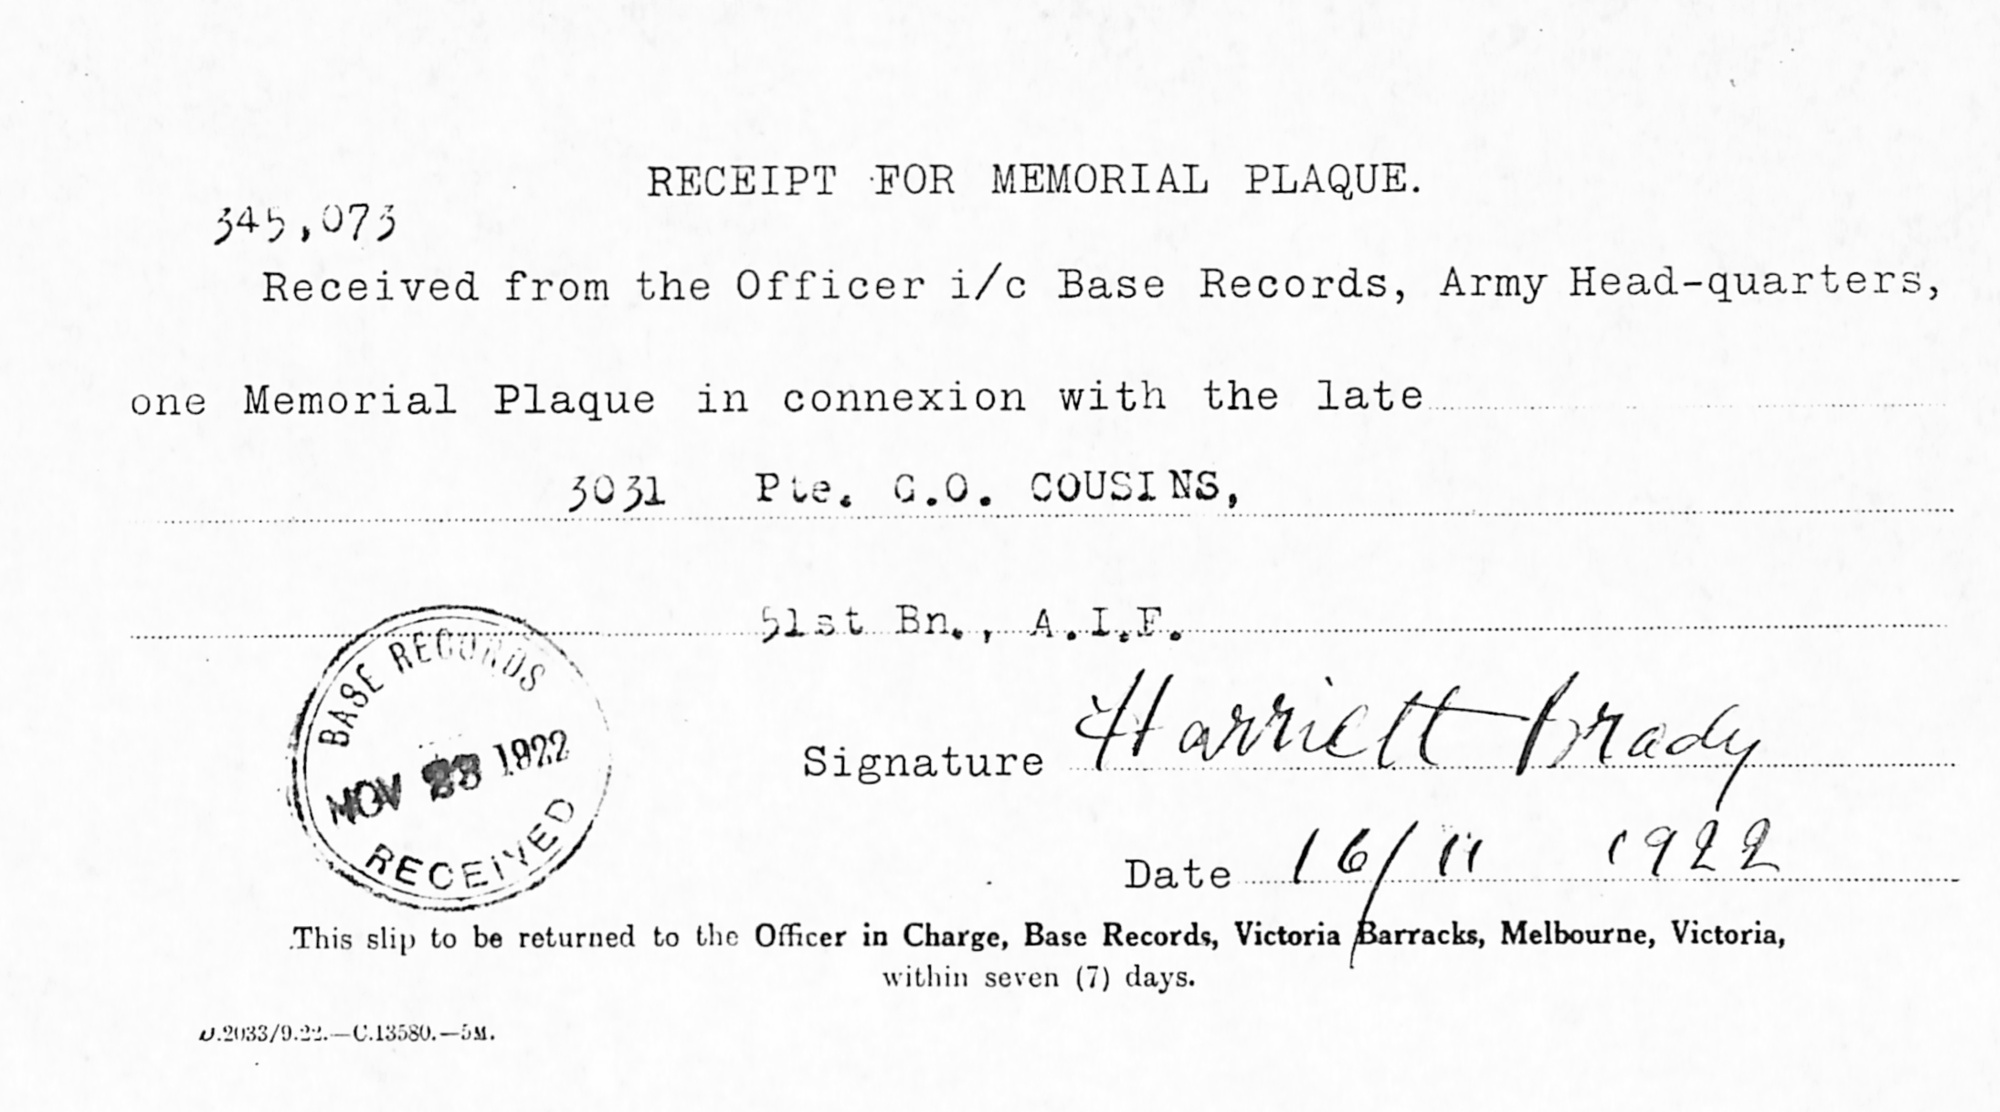 RECEIPT FOR MEMORIAL PLAQUE.
345,073
Received from the Officer i/c Base Records, Army Head-quarters,
one Memorial Plaque in connexion with the late
3031 Pte. C.O. COUSINS,
51st Bn., A.I.F.
BASE RECORDS
NOV 23 1922
RECEIVED
Signature Harriett Brady
Date 16/11 1922
This slip to be returned to the Officer in Charge, Base Records, Victoria Barracks, Melbourne, Victoria,
within seven (7) days.
D.2033/9.22.—C.13580.—5M.